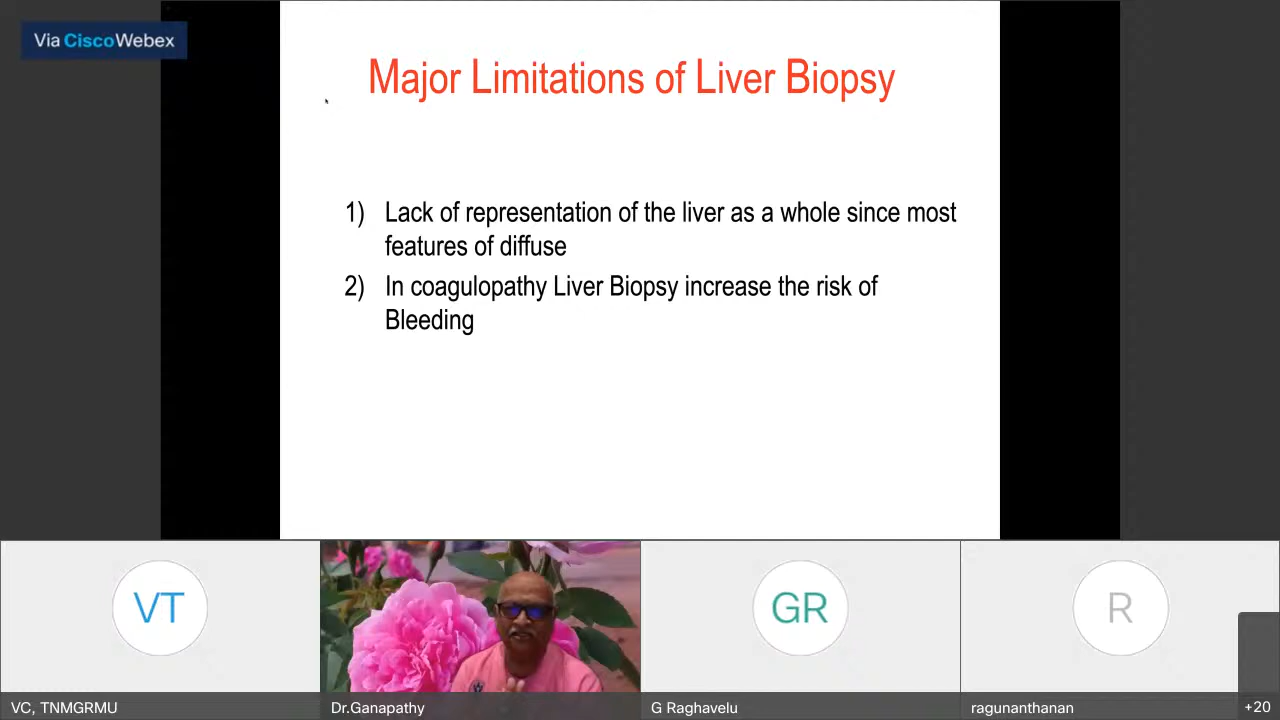 Via CiscoWebex
Major Limitations of Liver Biopsy
1) Lack of representation of the liver as a whole since most
features of diffuse
2) In coagulopathy Liver Biopsy increase the risk of
Bleeding
VT
GR
R
VC, TNMGRMU
Dr.Ganapathy
G Raghavelu
ragunanthanan
+20